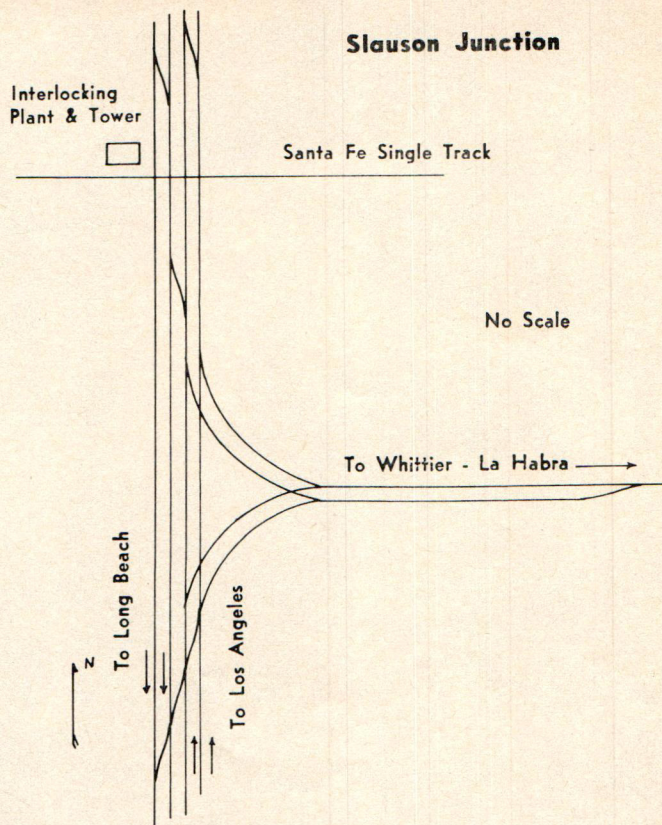 Slauson Junction
Interlocking
Plant & Tower
Santa Fe Single Track
No Scale
To Whittier - La Habra
To Long Beach
To Los Angeles
N